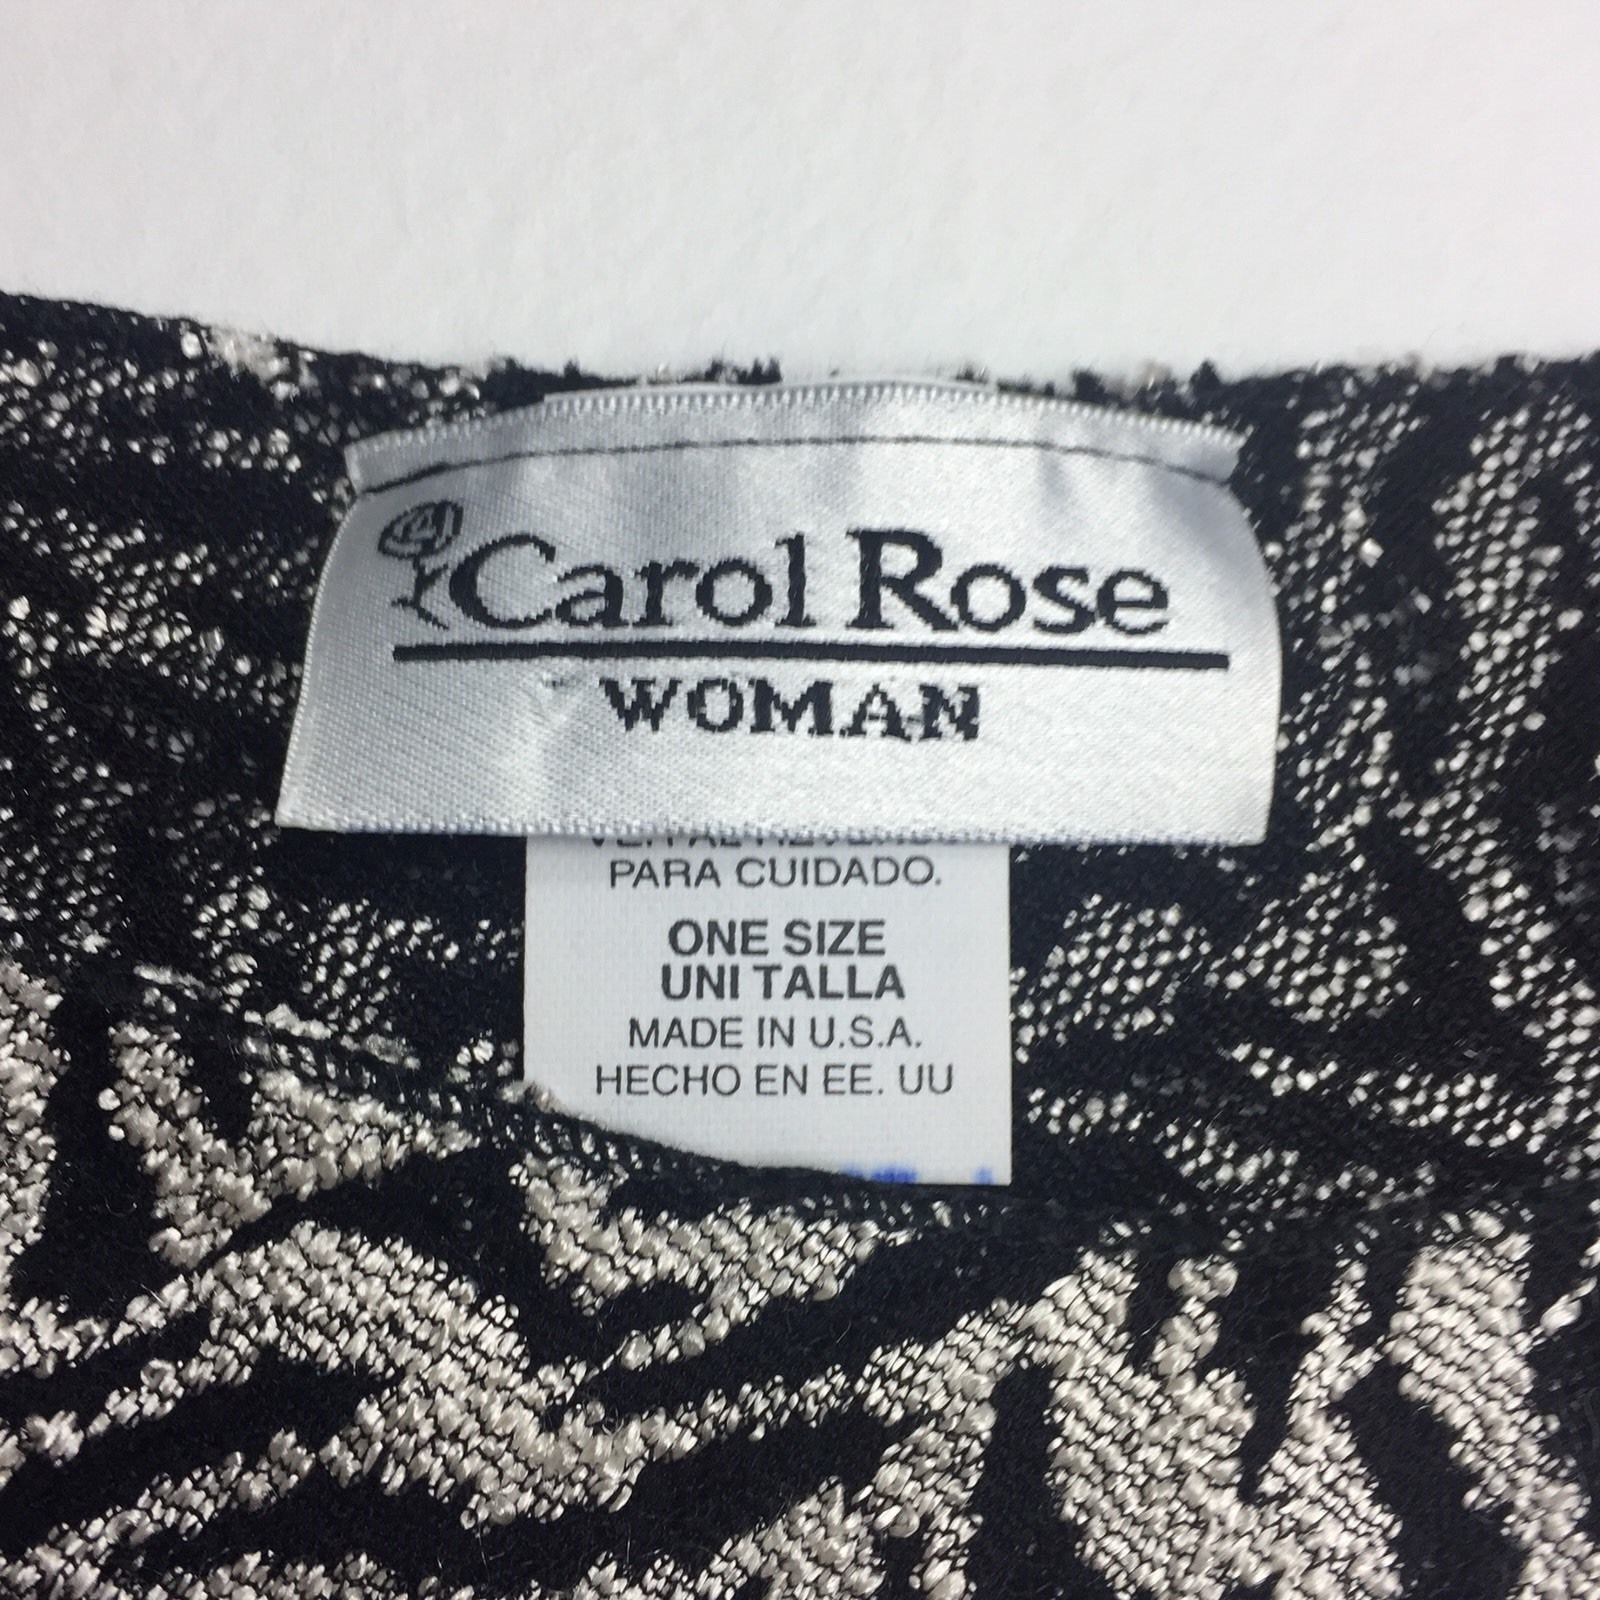 Carol Rose
WOMAN
PARA CUIDADO.
ONE SIZE
UNI TALLA
MADE IN U.S.A.
HECHO EN EE. UU